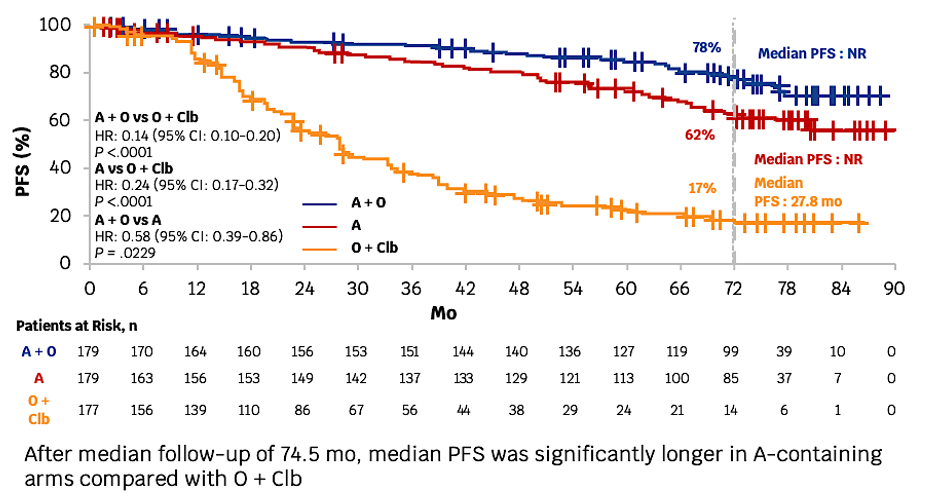 100
80
60
40
20
0
PFS (%)
78%
Median PFS : NR
62%
Median PFS : NR
17%
Median
PFS : 27.8 mo
A + O vs O + Clb
HR: 0.14 (95% CI: 0.10–0.20)
P <.0001
A vs O + Clb
HR: 0.24 (95% CI: 0.17–0.32)
P <.0001
A + O vs A
HR: 0.58 (95% CI: 0.39–0.86)
P = .0229
A + O
A
O + Clb
0 6 12 18 24 30 36 42 48 54 60 66 72 78 84 90
Mo
Patients at Risk, n
A + O 179 170 164 160 156 153 151 144 140 136 127 119 99 39 10 0
A 179 163 156 153 149 142 137 133 129 121 113 100 85 37 7 0
O +
Clb 177 156 139 110 86 67 56 44 38 29 24 21 14 6 1 0
After median follow-up of 74.5 mo, median PFS was significantly longer in A-containing
arms compared with O + Clb